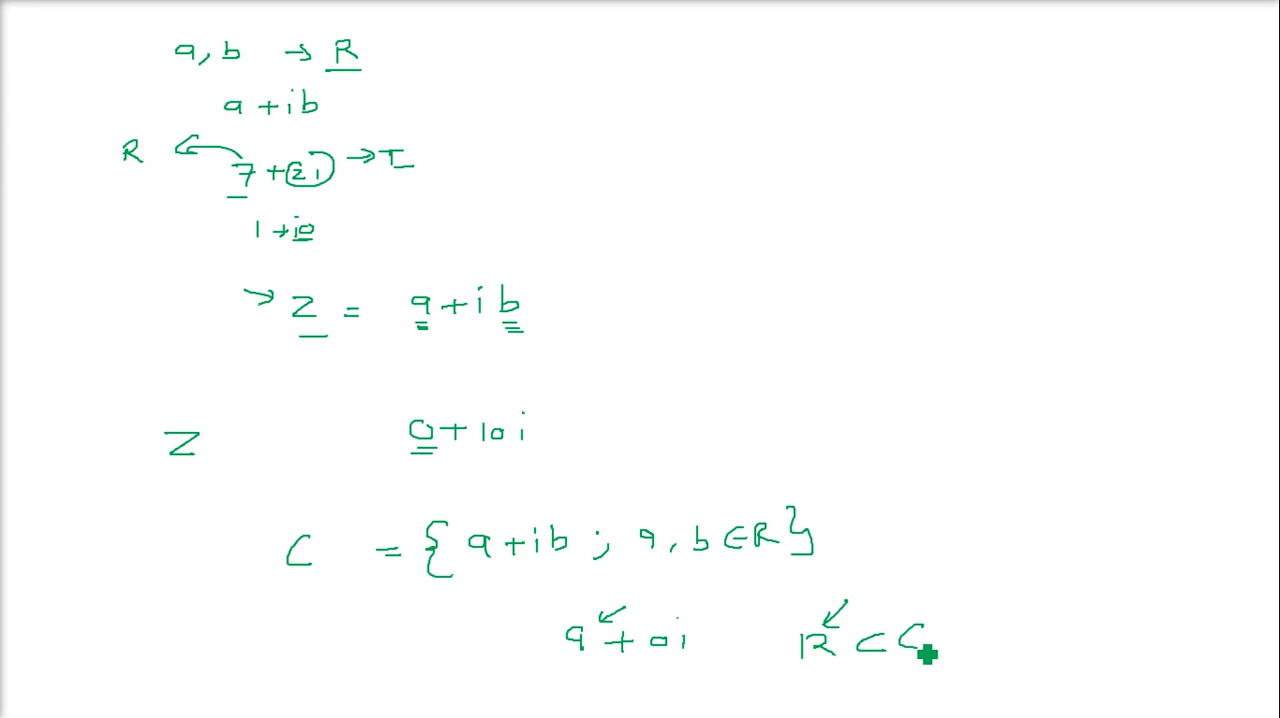 a, b → R
a + ib
R ← 7 + 2i → I
1 + i0
→ Z = a + ib
Z 0 + 10i
C = { a + ib ; a, b ∈ R }
a + 0i R ⊂ C